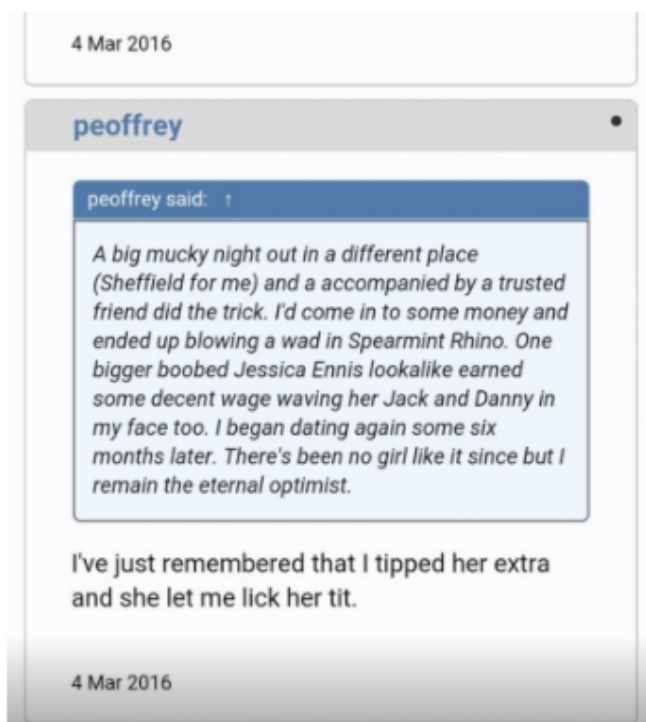 4 Mar 2016
peoffrey
peoffrey said: ↑
A big mucky night out in a different place
(Sheffield for me) and a accompanied by a trusted
friend did the trick. I'd come in to some money and
ended up blowing a wad in Spearmint Rhino. One
bigger boobed Jessica Ennis lookalike earned
some decent wage waving her Jack and Danny in
my face too. I began dating again some six
months later. There's been no girl like it since but I
remain the eternal optimist.
I've just remembered that I tipped her extra
and she let me lick her tit.
4 Mar 2016